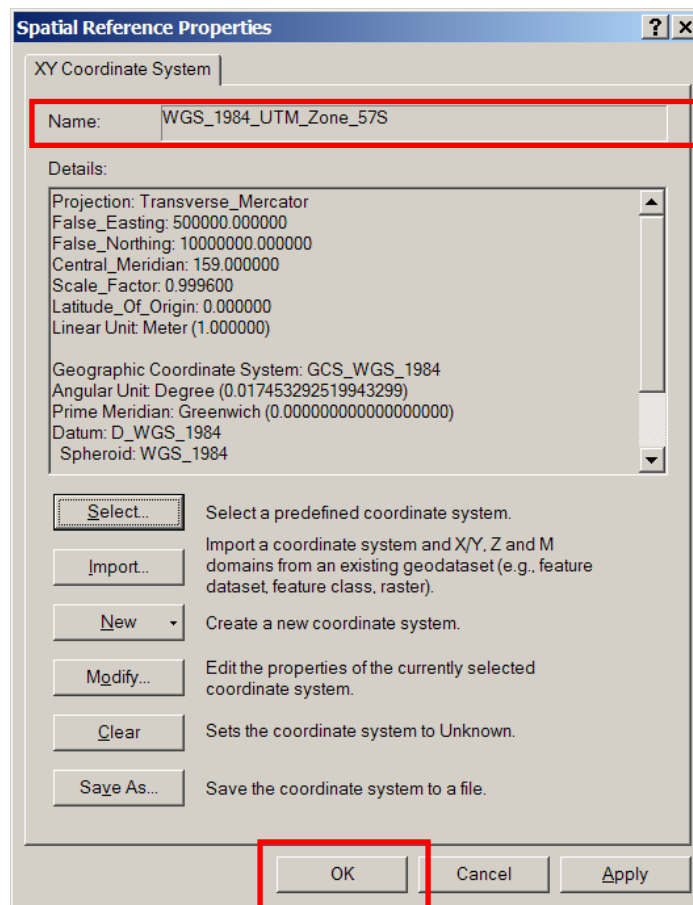 Spatial Reference Properties
XY Coordinate System
Name: WGS_1984_UTM_Zone_57S
Details:
Projection: Transverse_Mercator
False_Easting: 500000.000000
False_Northing: 10000000.000000
Central_Meridian: 159.000000
Scale_Factor: 0.999600
Latitude_Of_Origin: 0.000000
Linear Unit: Meter (1.000000)
Geographic Coordinate System: GCS_WGS_1984
Angular Unit: Degree (0.017453292519943299)
Prime Meridian: Greenwich (0.000000000000000000)
Datum: D_WGS_1984
Spheroid: WGS_1984
Select... Select a predefined coordinate system.
Import... Import a coordinate system and X/Y, Z and M
domains from an existing geodataset (e.g., feature
dataset, feature class, raster).
New Create a new coordinate system.
Modify... Edit the properties of the currently selected
coordinate system.
Clear Sets the coordinate system to Unknown.
Save As... Save the coordinate system to a file.
OK Cancel Apply